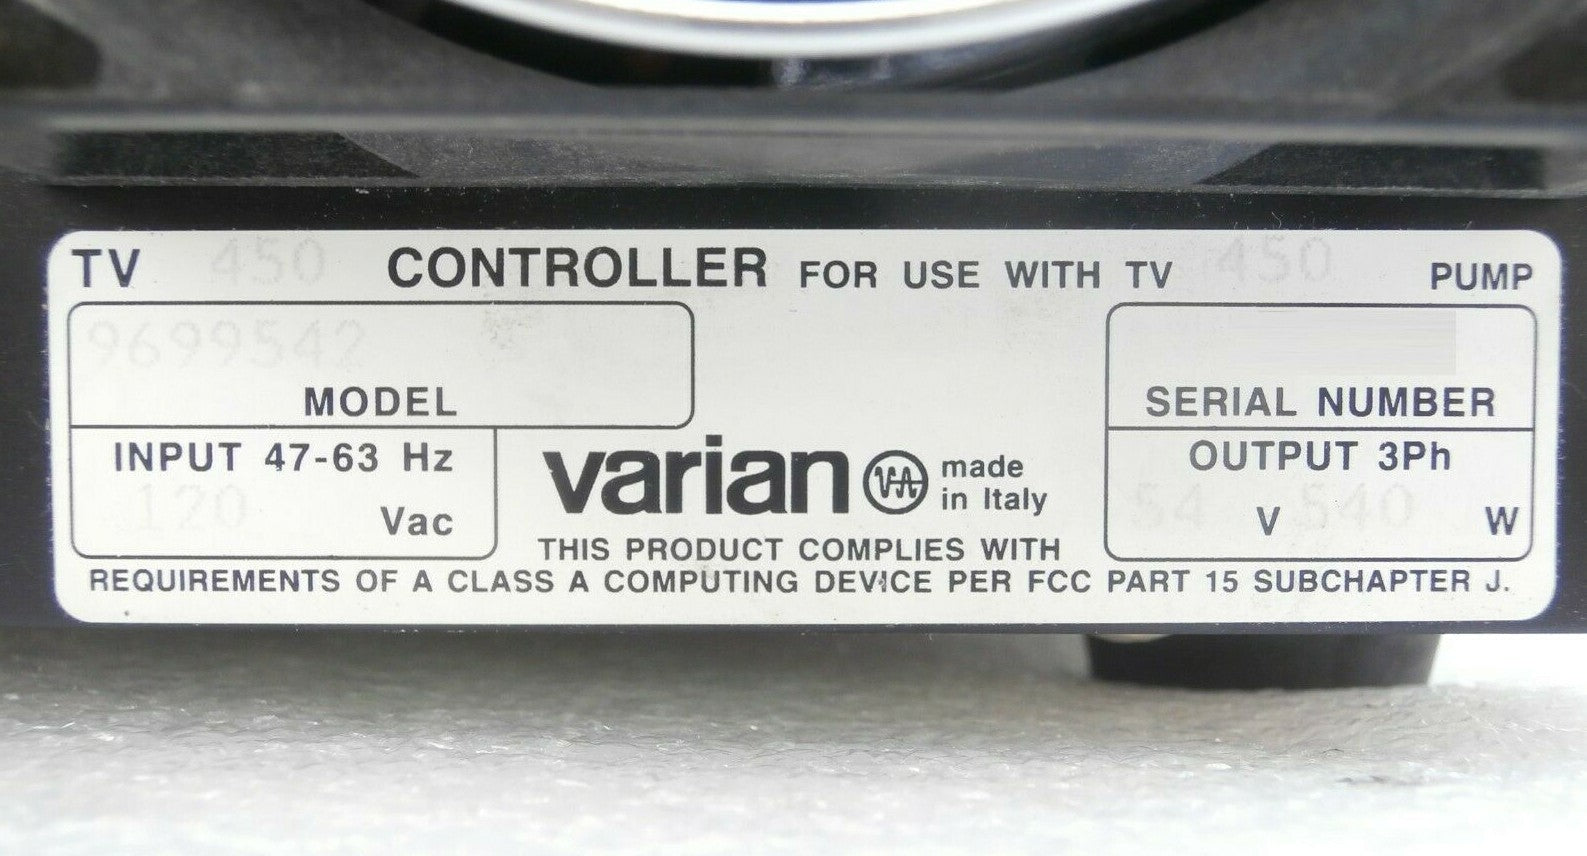 TV 450 CONTROLLER FOR USE WITH TV 450 PUMP
9699542
MODEL
SERIAL NUMBER
INPUT 47-63 Hz
120 Vac
varian VA made in Italy
OUTPUT 3Ph
54 V 540 W
THIS PRODUCT COMPLIES WITH
REQUIREMENTS OF A CLASS A COMPUTING DEVICE PER FCC PART 15 SUBCHAPTER J.